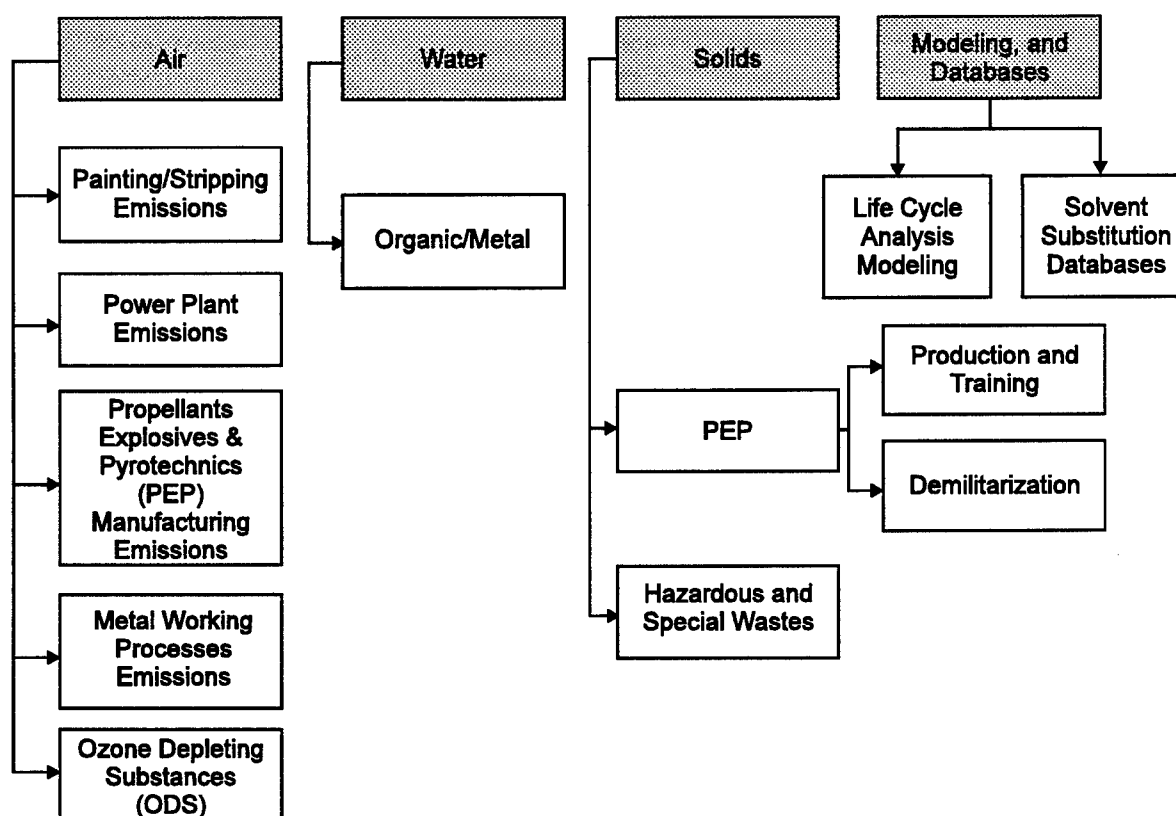 Air
Painting/Stripping
Emissions
Power Plant
Emissions
Propellants
Explosives &
Pyrotechnics
(PEP)
Manufacturing
Emissions
Metal Working
Processes
Emissions
Ozone Depleting
Substances
(ODS)
Water
Organic/Metal
Solids
PEP
Production and
Training
Demilitarization
Hazardous and
Special Wastes
Modeling, and
Databases
Life Cycle
Analysis
Modeling
Solvent
Substitution
Databases